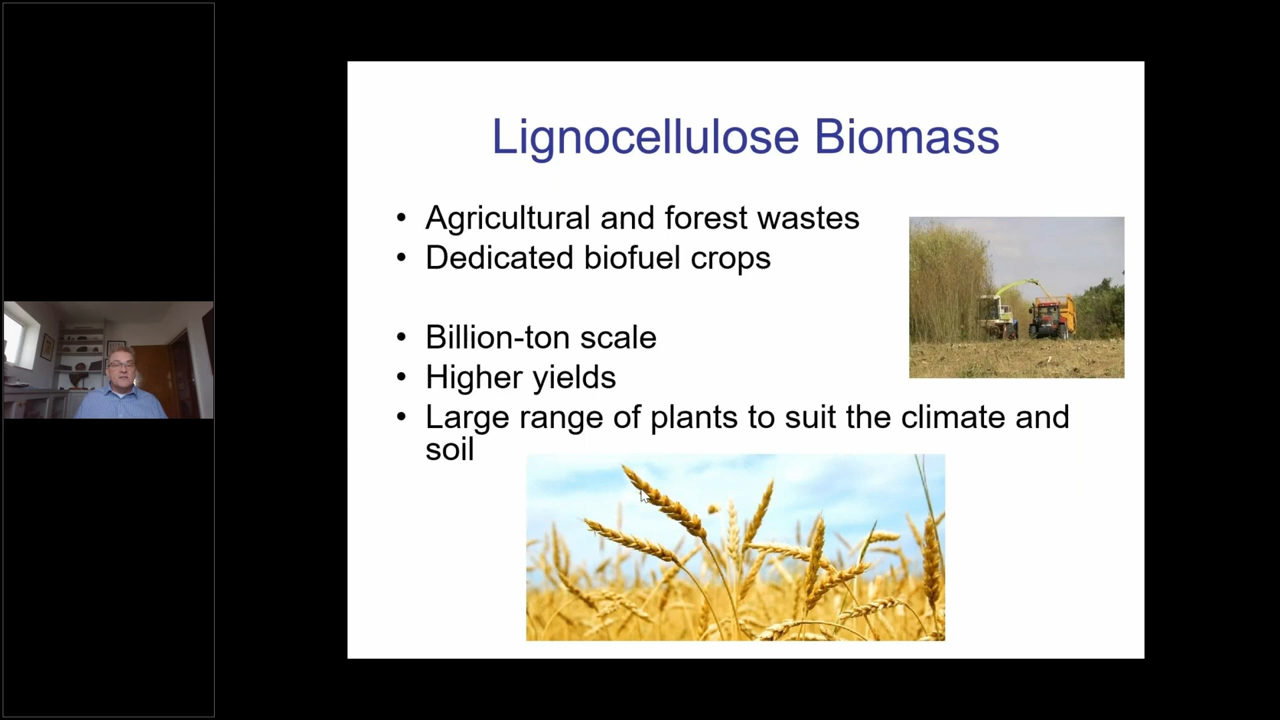 Lignocellulose Biomass
• Agricultural and forest wastes
• Dedicated biofuel crops
• Billion-ton scale
• Higher yields
• Large range of plants to suit the climate and
soil